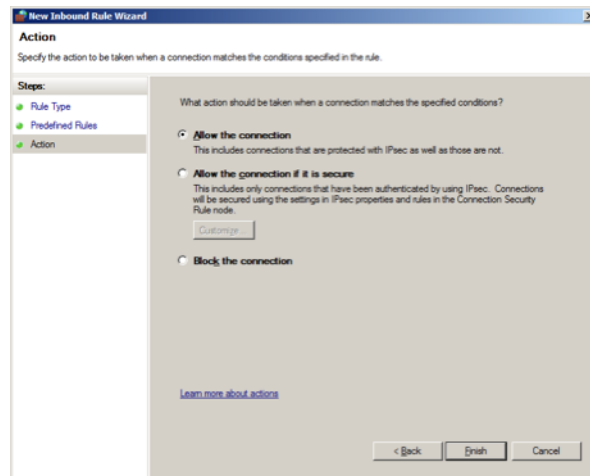 New Inbound Rule Wizard
Action
Specify the action to be taken when a connection matches the conditions specified in the rule.
Steps:
Rule Type
Predefined Rules
Action
What action should be taken when a connection matches the specified conditions?
Allow the connection
This includes connections that are protected with IPsec as well as those are not.
Allow the connection if it is secure
This includes only connections that have been authenticated by using IPsec. Connections
will be secured using the settings in IPsec properties and rules in the Connection Security
Rule node.
Customize...
Block the connection
Learn more about actions
< Back
Finish
Cancel